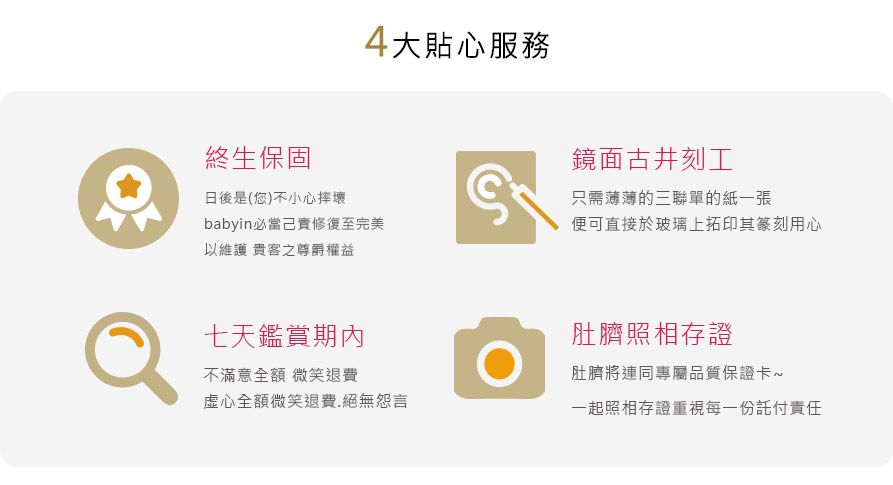 4大貼心服務
終生保固
日後是(您)不小心摔壞
babyin必當己責修復至完美
以維護 貴客之尊爵權益
鏡面古井刻工
只需薄薄的三聯單的紙一張
便可直接於玻璃上拓印其篆刻用心
七天鑑賞期內
不滿意全額 微笑退費
虛心全額微笑退費.絕無怨言
肚臍照相存證
肚臍將連同專屬品質保證卡~
一起照相存證重視每一份託付責任